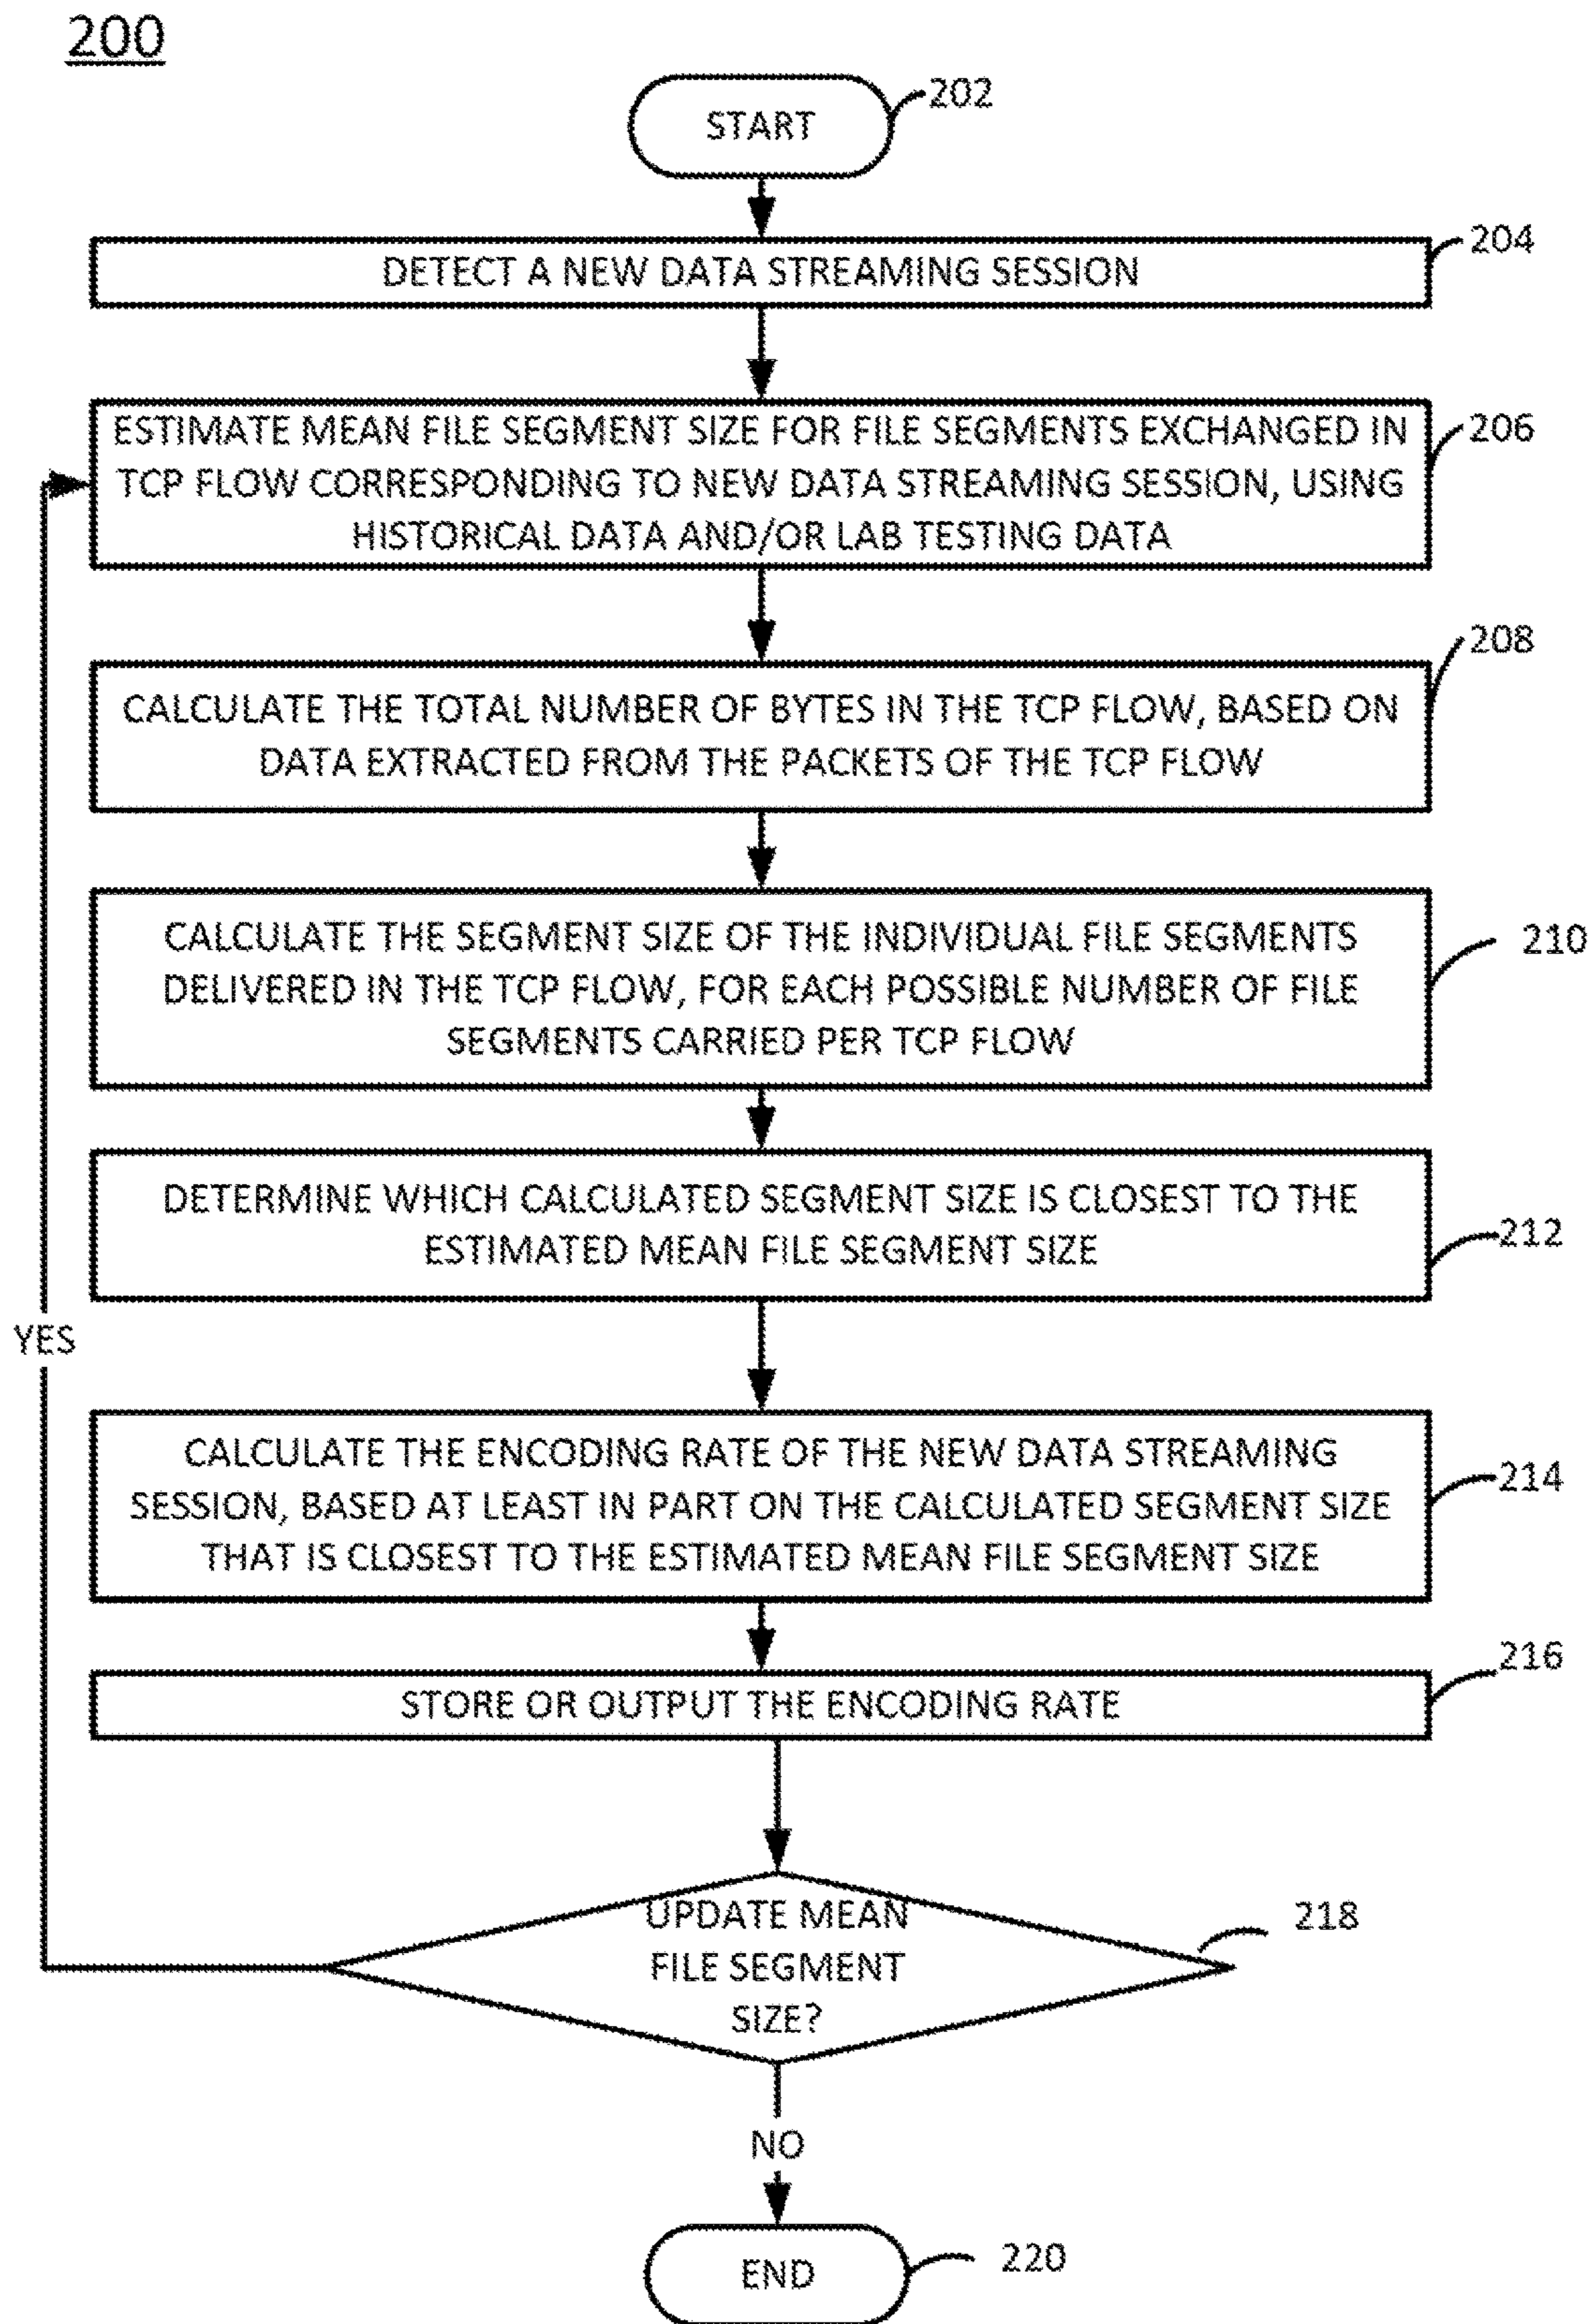 200
START
202
DETECT A NEW DATA STREAMING SESSION
204
ESTIMATE MEAN FILE SEGMENT SIZE FOR FILE SEGMENTS EXCHANGED IN
TCP FLOW CORRESPONDING TO NEW DATA STREAMING SESSION, USING
HISTORICAL DATA AND/OR LAB TESTING DATA
206
CALCULATE THE TOTAL NUMBER OF BYTES IN THE TCP FLOW, BASED ON
DATA EXTRACTED FROM THE PACKETS OF THE TCP FLOW
208
CALCULATE THE SEGMENT SIZE OF THE INDIVIDUAL FILE SEGMENTS
DELIVERED IN THE TCP FLOW, FOR EACH POSSIBLE NUMBER OF FILE
SEGMENTS CARRIED PER TCP FLOW
210
DETERMINE WHICH CALCULATED SEGMENT SIZE IS CLOSEST TO THE
ESTIMATED MEAN FILE SEGMENT SIZE
212
YES
CALCULATE THE ENCODING RATE OF THE NEW DATA STREAMING
SESSION, BASED AT LEAST IN PART ON THE CALCULATED SEGMENT SIZE
THAT IS CLOSEST TO THE ESTIMATED MEAN FILE SEGMENT SIZE
214
STORE OR OUTPUT THE ENCODING RATE
216
UPDATE MEAN
FILE SEGMENT
SIZE?
218
NO
END
220